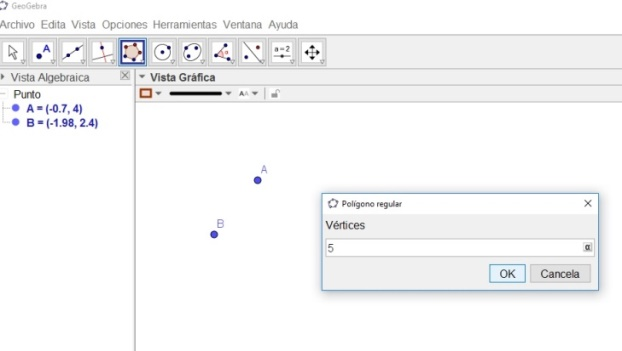 GeoGebra
Archivo Edita Vista Opciones Herramientas Ventana Ayuda
A
a=2
Vista Algebraica
Vista Gráfica
Punto
AA
A = (-0.7, 4)
B = (-1.98, 2.4)
A
B
Polígono regular
Vértices
5
α
OK
Cancela